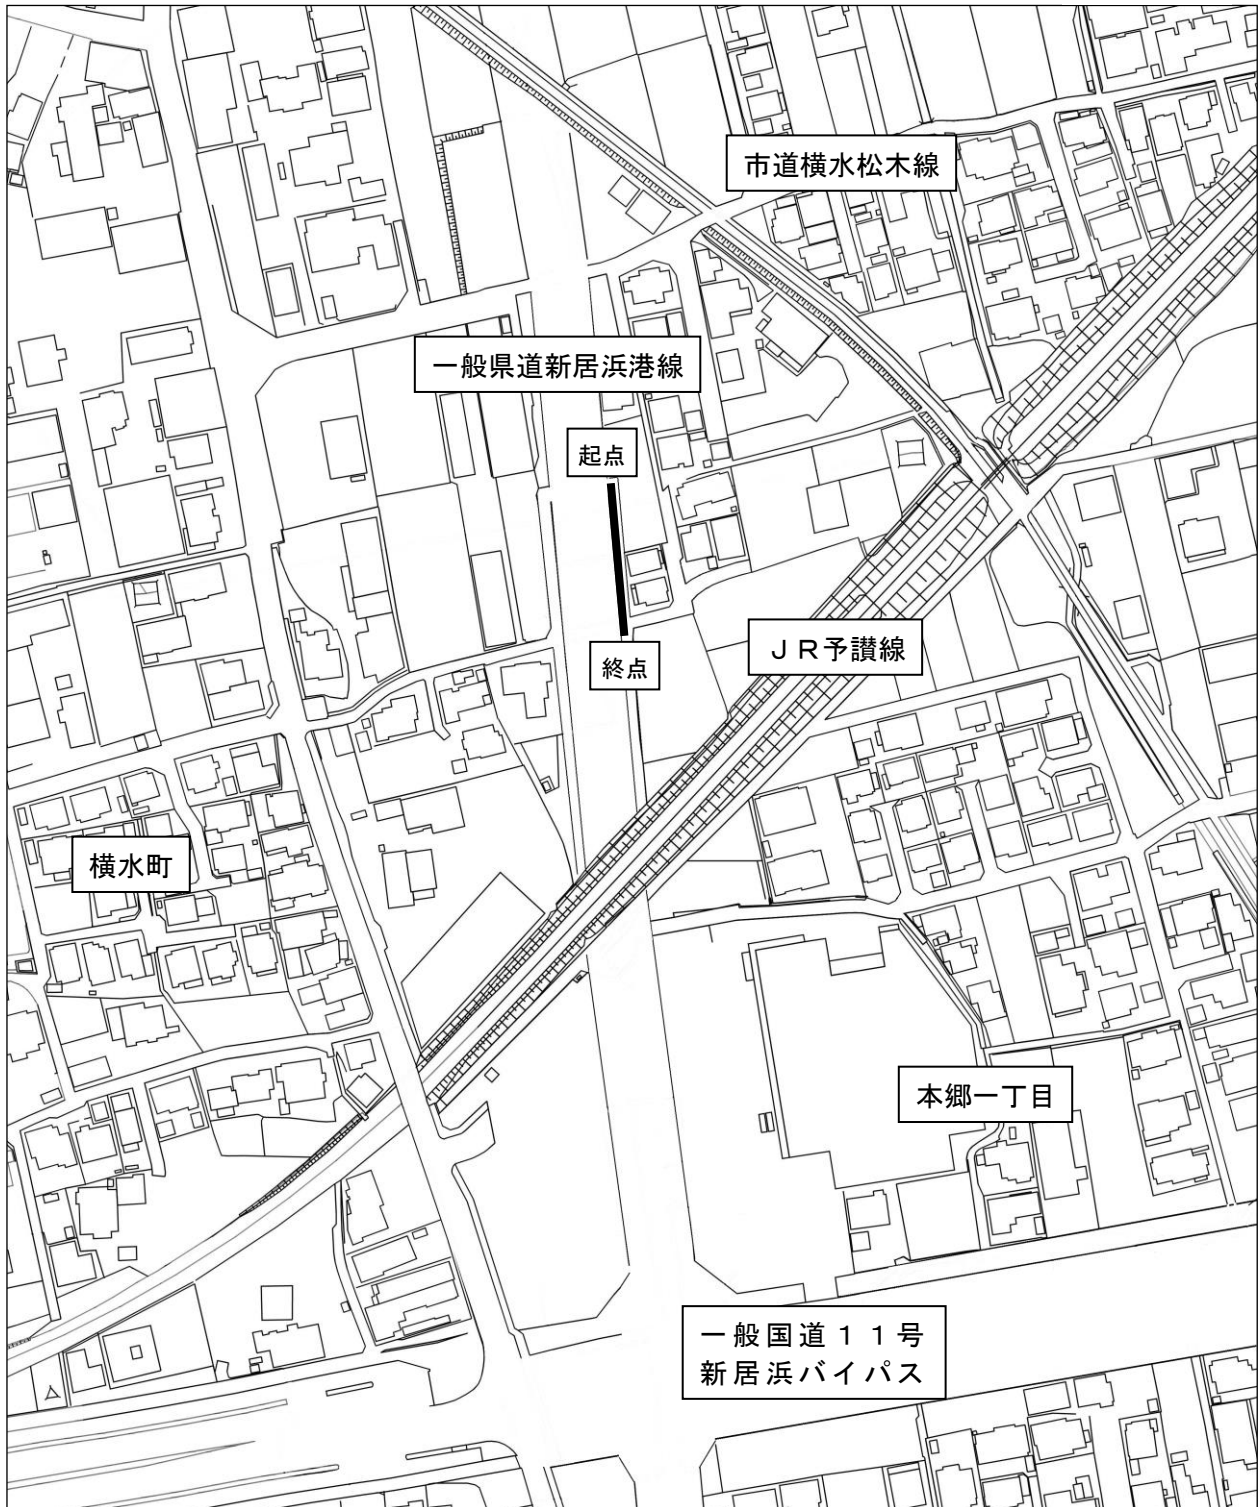 市道横水松木線
一般県道新居浜港線
起点
終点
ＪＲ予讃線
横水町
本郷一丁目
一般国道１１号
新居浜バイパス